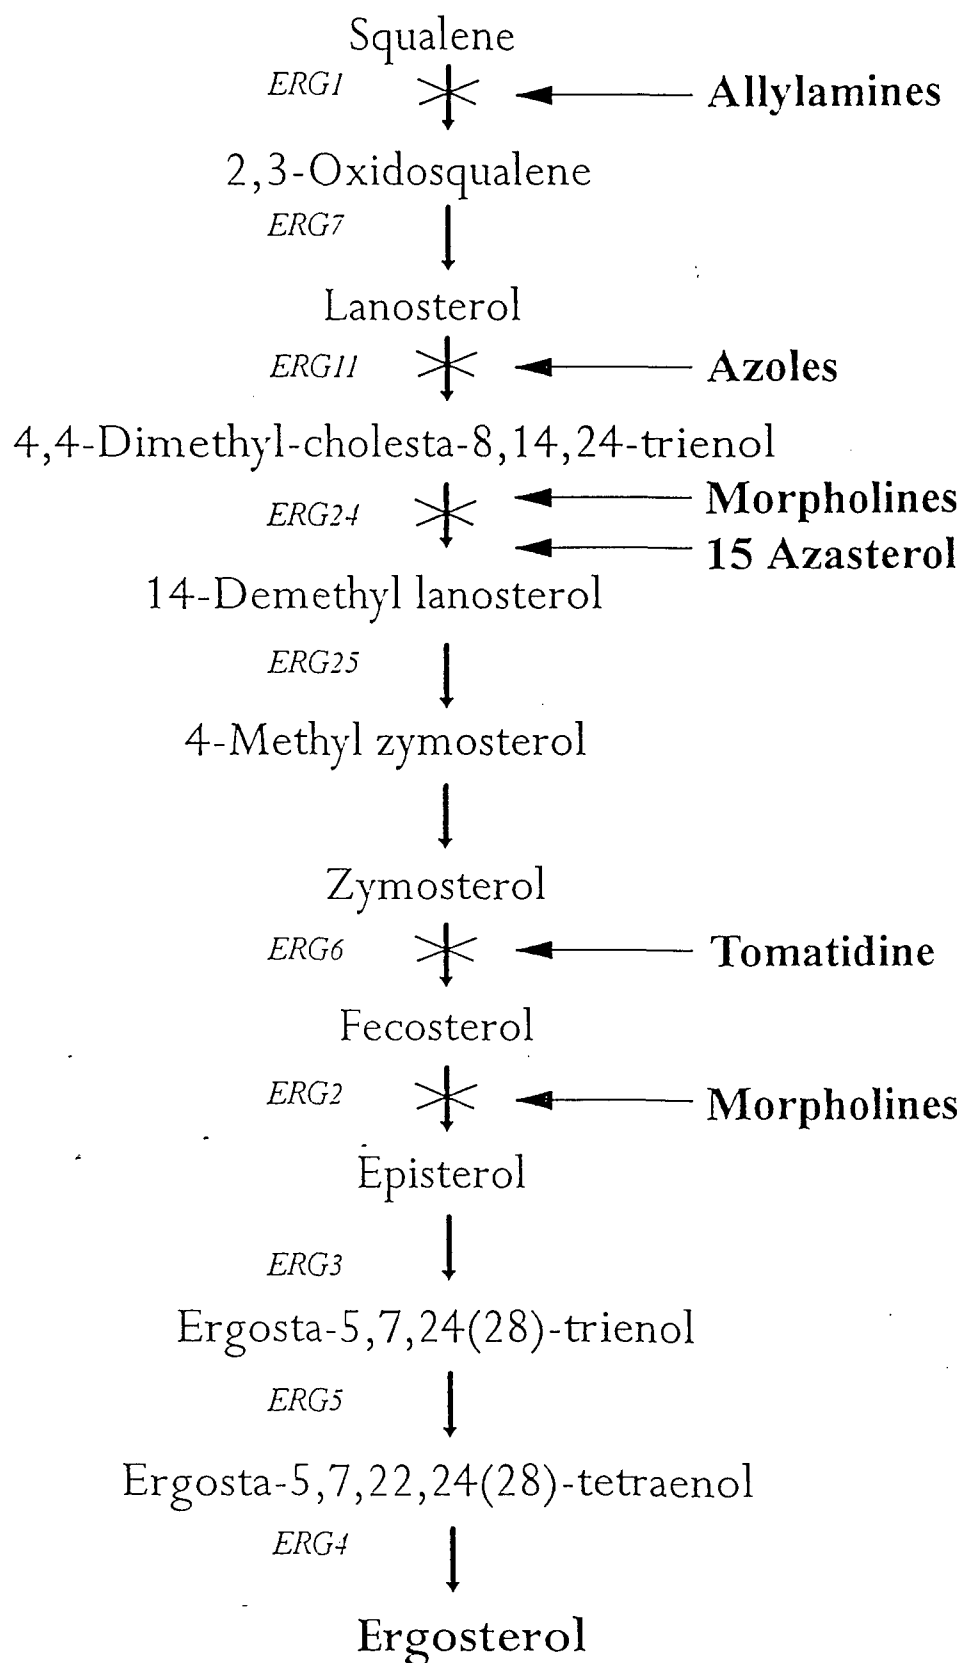 Squalene
ERG1
Allylamines
2,3-Oxidosqualene
ERG7
Lanosterol
ERG11
Azoles
4,4-Dimethyl-cholesta-8,14,24-trienol
Morpholines
ERG24
15 Azasterol
14-Demethyl lanosterol
ERG25
4-Methyl zymosterol
Zymosterol
ERG6
Tomatidine
Fecosterol
ERG2
Morpholines
Episterol
ERG3
Ergosta-5,7,24(28)-trienol
ERG5
Ergosta-5,7,22,24(28)-tetraenol
ERG4
Ergosterol